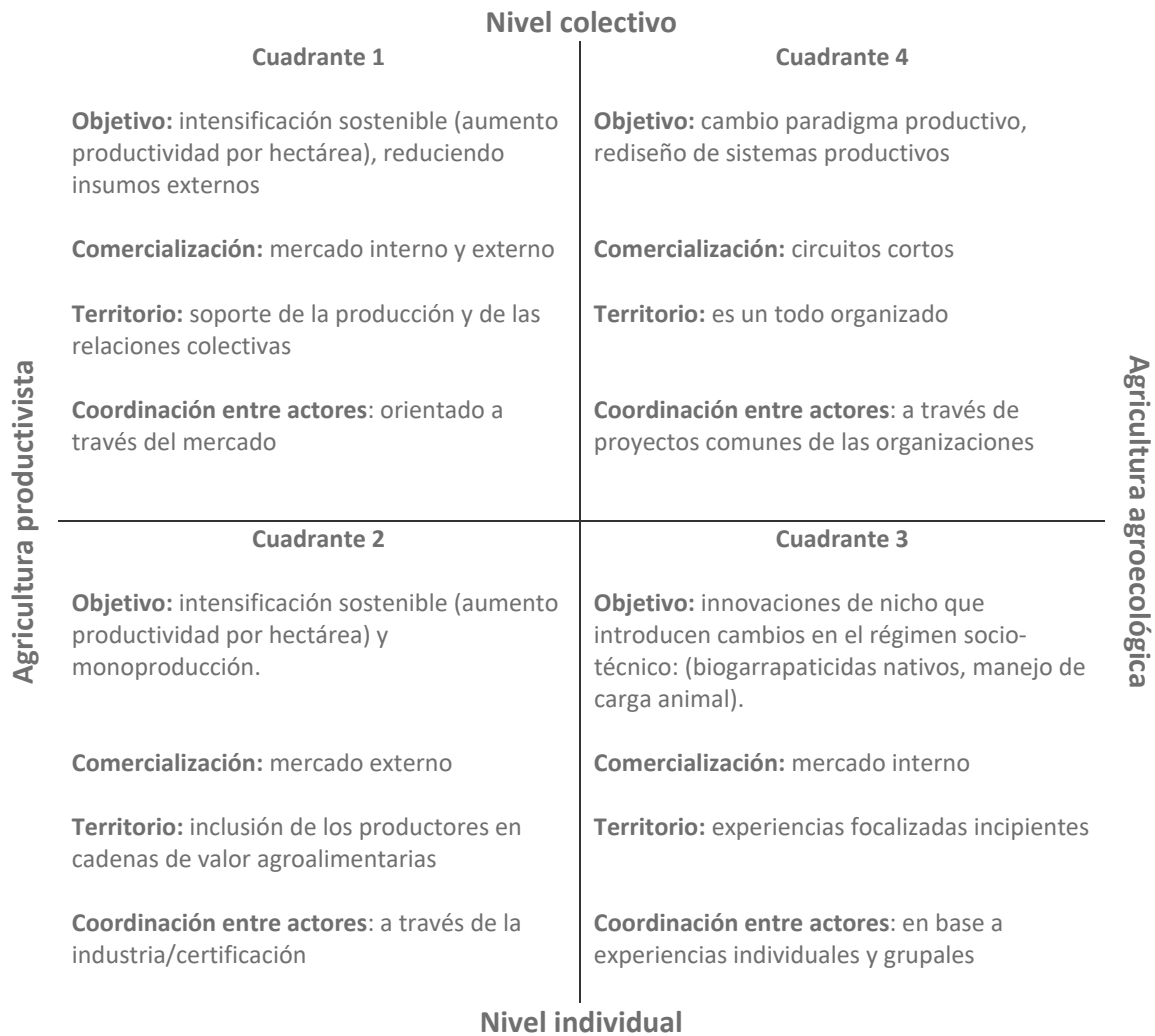 Nivel colectivo
Cuadrante 1
Objetivo: intensificación sostenible (aumento
productividad por hectárea), reduciendo
insumos externos
Comercialización: mercado interno y externo
Territorio: soporte de la producción y de las
relaciones colectivas
Coordinación entre actores: orientado a
través del mercado
Cuadrante 4
Objetivo: cambio paradigma productivo,
rediseño de sistemas productivos
Comercialización: circuitos cortos
Territorio: es un todo organizado
Coordinación entre actores: a través de
proyectos comunes de las organizaciones
Agricultura productivista
Agricultura agroecológica
Cuadrante 2
Objetivo: intensificación sostenible (aumento
productividad por hectárea) y
monoproducción.
Comercialización: mercado externo
Territorio: inclusión de los productores en
cadenas de valor agroalimentarias
Coordinación entre actores: a través de la
industria/certificación
Cuadrante 3
Objetivo: innovaciones de nicho que
introducen cambios en el régimen socio-
técnico: (biogarrapaticidas nativos, manejo de
carga animal).
Comercialización: mercado interno
Territorio: experiencias focalizadas incipientes
Coordinación entre actores: en base a
experiencias individuales y grupales
Nivel individual